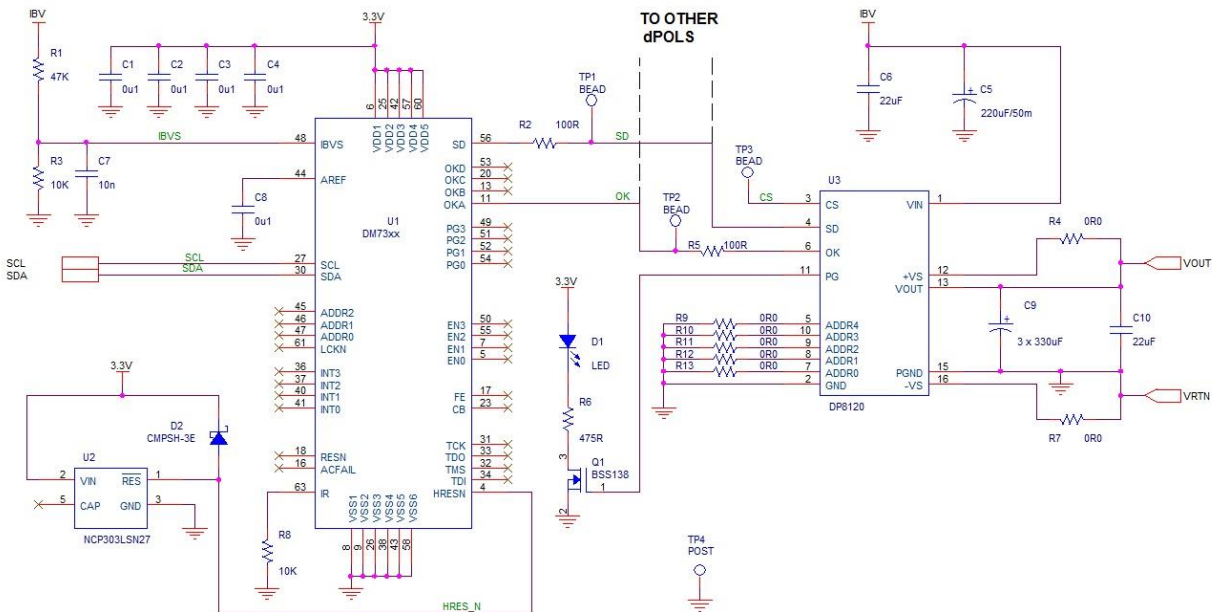 IBV
3.3V
TO OTHER
dPOLS
IBV
R1
47K
C1
0u1
C2
0u1
C3
0u1
C4
0u1
TP1
BEAD
C6
22uF
C5
220uF/50m
6
25
42
57
60
VDD1
VDD2
VDD3
VDD4
VDD5
IBVS
48
IBVS
SD
56
R2
100R
SD
R3
10K
C7
10n
44
AREF
C8
0u1
OKD
53
OKC
20
OKB
13
OKA
11
OK
U1
DM73xx
PG3
49
PG2
51
PG1
52
PG0
54
TP2
BEAD
R5
100R
TP3
BEAD
CS
U3
3
CS
4
SD
6
OK
11
PG
VIN
1
R4
0R0
+VS
12
VOUT
13
VOUT
SCL
SDA
SCL
SDA
27
SCL
30
SDA
45
ADDR2
46
ADDR1
47
ADDR0
61
LCKN
EN3
50
EN2
55
EN1
7
EN0
5
3.3V
D1
LED
R9
0R0
5
ADDR4
R10
0R0
10
ADDR3
R11
0R0
9
ADDR2
R12
0R0
8
ADDR1
R13
0R0
7
ADDR0
2
GND
C9
3 x 330uF
C10
22uF
PGND
15
-VS
16
DP8120
VRTN
R7
0R0
36
INT3
37
INT2
40
INT1
41
INT0
FE
17
CB
23
R6
475R
3.3V
D2
CMPSH-3E
U2
2
VIN
RES
1
5
CAP
GND
3
NCP303LSN27
18
RESN
16
ACFAIL
63
IR
TCK
31
TDO
33
TMS
32
TDI
34
HRESN
4
3
Q1
BSS138
1
2
VSS1
VSS2
VSS3
VSS4
VSS5
VSS6
8
9
26
38
43
58
R8
10K
TP4
POST
HRES_N